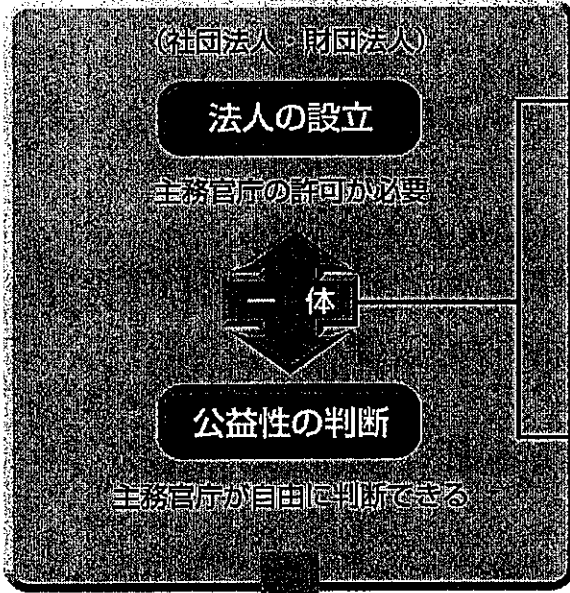 (社団法人・財団法人)
法人の設立
主務官庁の許可が必要
一体
公益性の判断
主務官庁が自由に判断できる